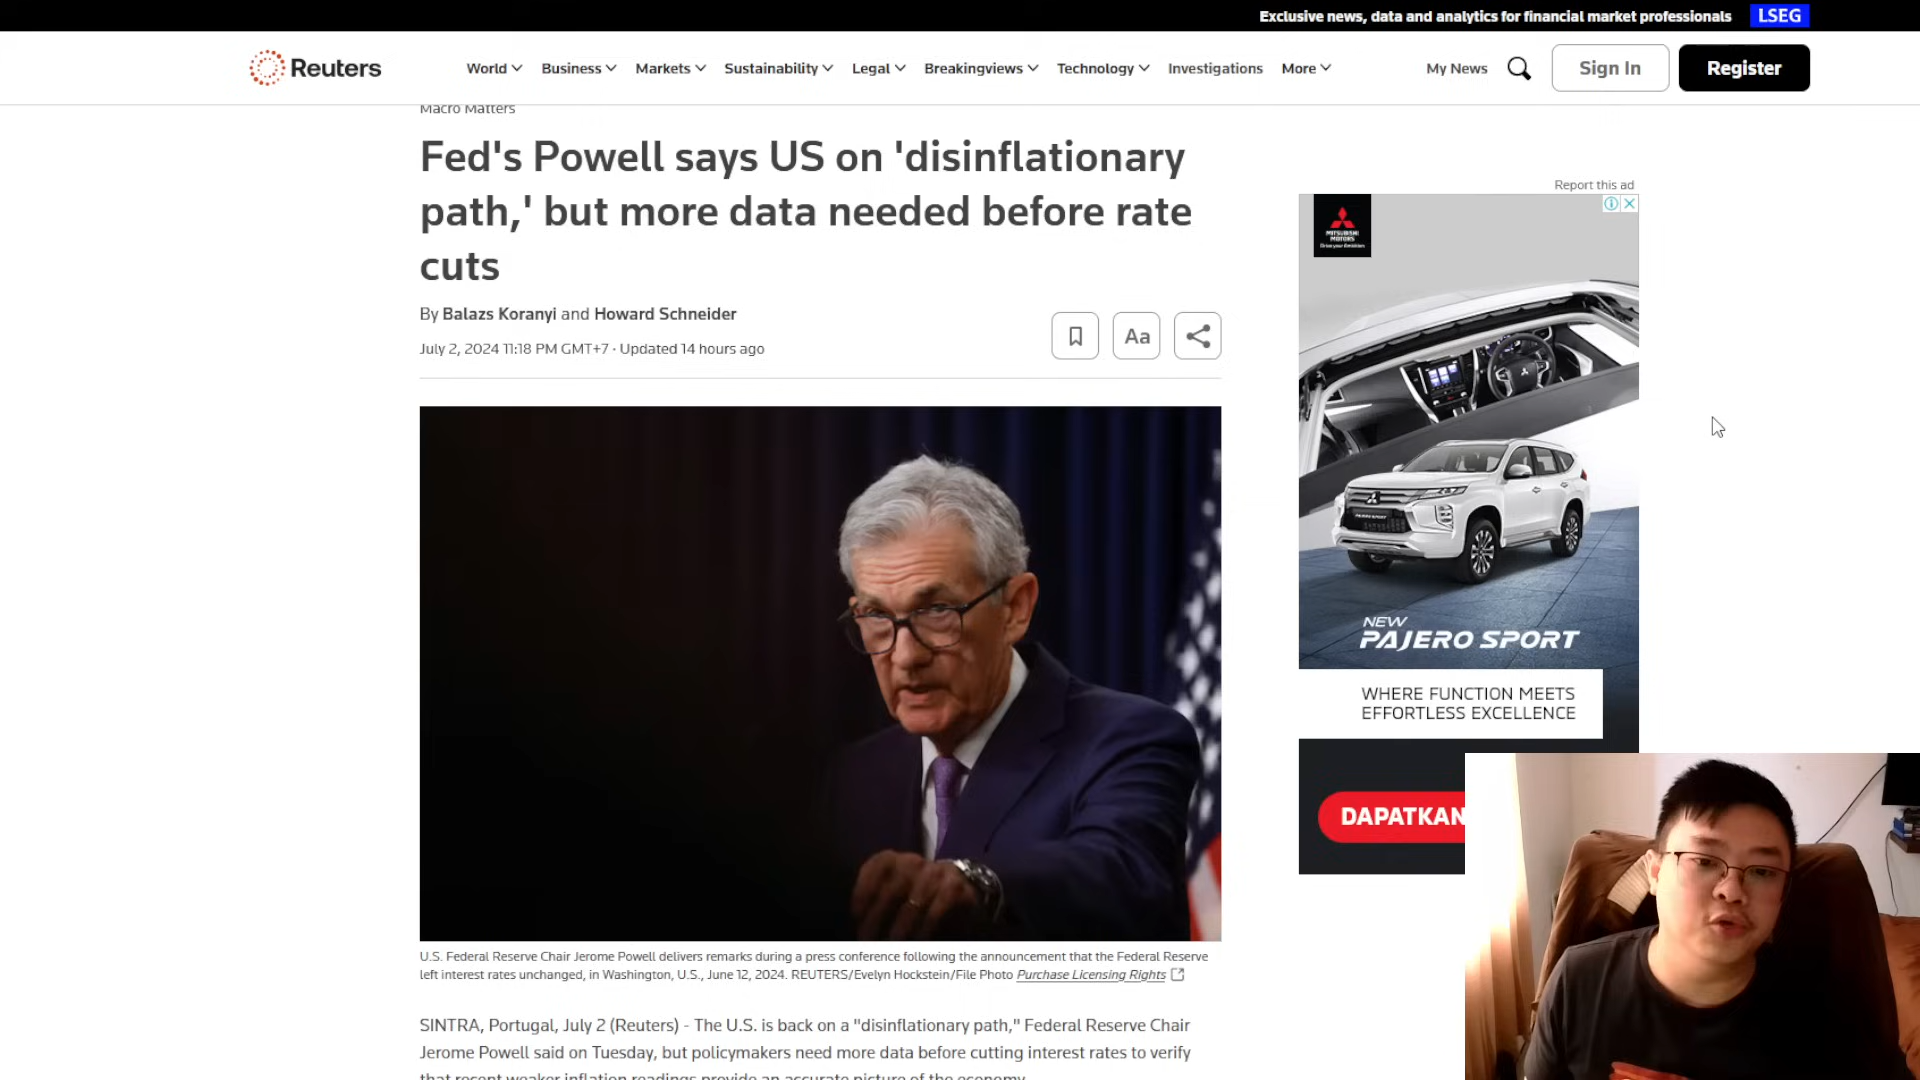 Exclusive news, data and analytics for financial market professionals LSEG
Reuters World Business Markets Sustainability Legal Breakingviews Technology Investigations More My News Sign In Register
Macro Matters
Fed's Powell says US on 'disinflationary
path,' but more data needed before rate
cuts
By Balazs Koranyi and Howard Schneider
July 2, 2024 11:18 PM GMT+7 · Updated 14 hours ago
Aa
U.S. Federal Reserve Chair Jerome Powell delivers remarks during a press conference following the announcement that the Federal Reserve
left interest rates unchanged, in Washington, U.S., June 12, 2024. REUTERS/Evelyn Hockstein/File Photo Purchase Licensing Rights
SINTRA, Portugal, July 2 (Reuters) - The U.S. is back on a "disinflationary path," Federal Reserve Chair
Jerome Powell said on Tuesday, but policymakers need more data before cutting interest rates to verify
that recent weaker inflation readings provide an accurate picture of the economy.
Report this ad
MITSUBISHI
MOTORS
Drive your Ambition
NEW
PAJERO SPORT
WHERE FUNCTION MEETS
EFFORTLESS EXCELLENCE
DAPATKAN